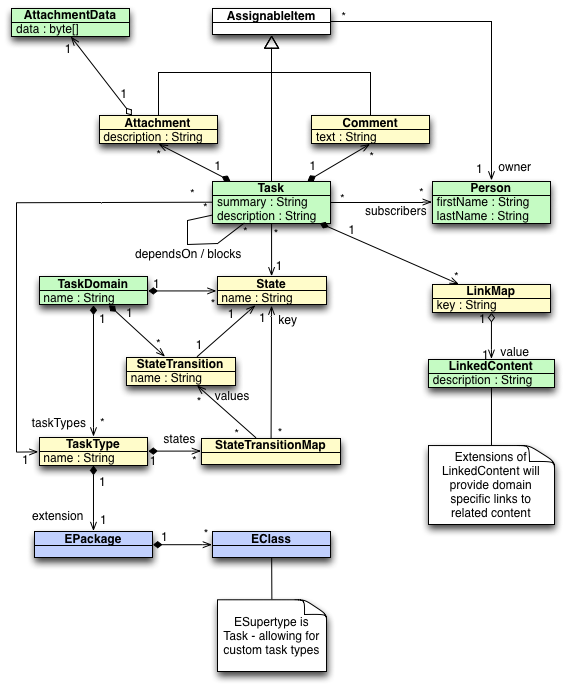 AttachmentData
data : byte[]
AssignableItem
*
1
1
Attachment
description : String
Comment
text : String
*
1
1
*
1
owner
*
*
Task
summary : String
description : String
*
*
subscribers
Person
firstName : String
lastName : String
*
*
1
dependsOn / blocks
1
*
TaskDomain
name : String
1
*
State
name : String
LinkMap
key : String
1
1
*
1
1
key
1
1
value
StateTransition
name : String
LinkedContent
description : String
values
*
taskTypes
*
*
*
1
TaskType
name : String
states
1
*
StateTransitionMap
Extensions of
LinkedContent will
provide domain
specific links to
related content
1
extension
1
EPackage
1
*
EClass
ESupertype is
Task - allowing for
custom task types